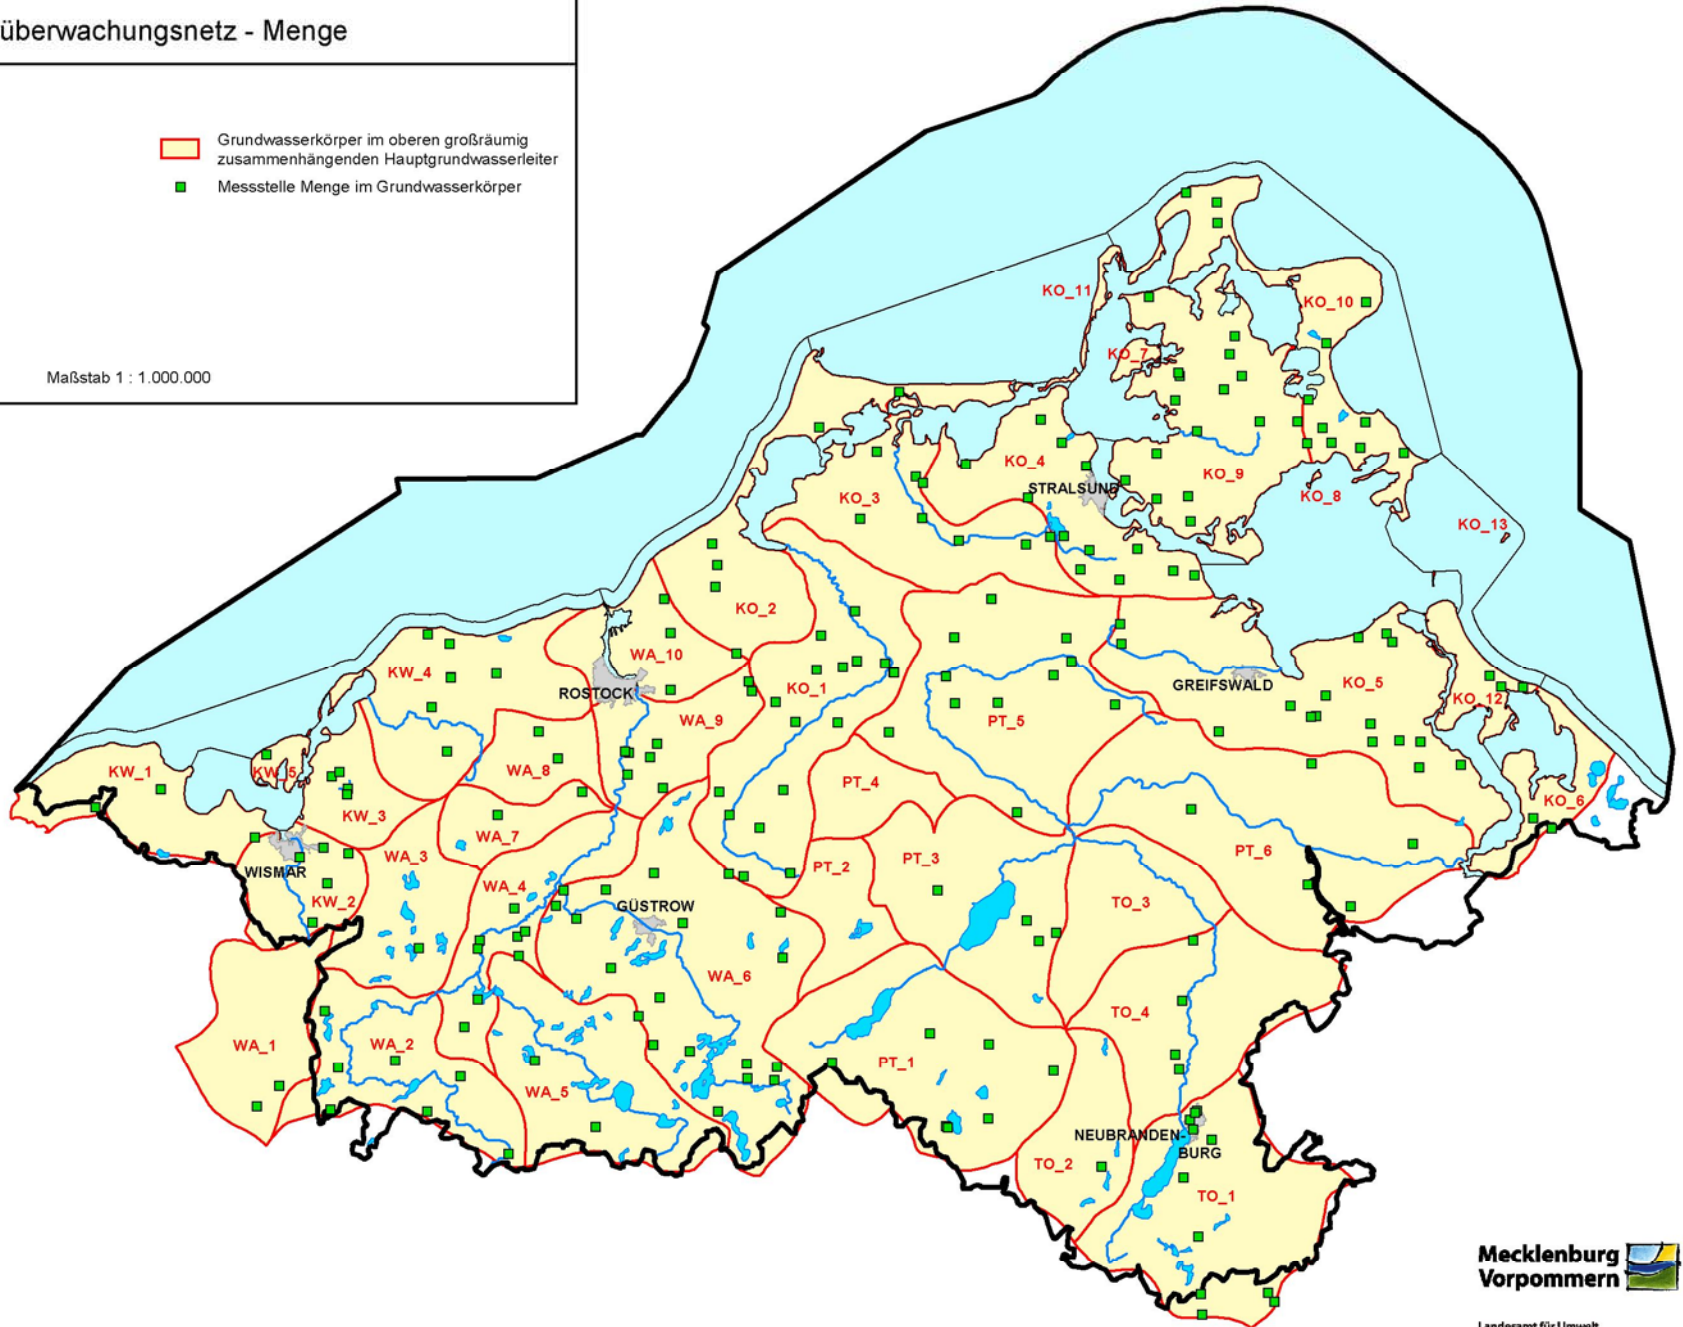 überwachungsnetz - Menge
Grundwasserkörper im oberen großräumig
zusammenhängenden Hauptgrundwasserleiter
Messstelle Menge im Grundwasserkörper
Maßstab 1 : 1.000.000
KO_11
KO_10
KO_7
KO_4
KO_9
STRALSUND
KO_8
KO_3
KO_13
KO_2
WA_10
KW_4
ROSTOCK
KO_1
GREIFSWALD
KO_5
KO_12
WA_9
PT_5
KW_1
KW_5
WA_8
PT_4
KO_6
KW_3
WA_7
WA_3
PT_2
PT_3
PT_6
WISMAR
WA_4
KW_2
GÜSTROW
TO_3
WA_6
TO_4
WA_1
WA_2
PT_1
WA_5
NEUBRANDEN-
BURG
TO_2
TO_1
Mecklenburg
Vorpommern
Landesamt für Umwelt,